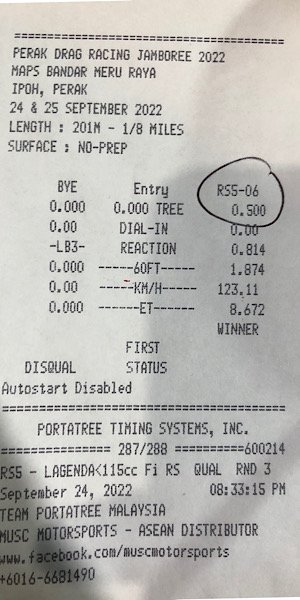 PERAK DRAG RACING JAMBOREE 2022
MAPS BANDAR MERU RAYA
IPOH, PERAK
24 & 25 SEPTEMBER 2022
LENGTH : 201M - 1/8 MILES
SURFACE : NO-PREP
BYE Entry RS5-06
0.000 0.000 TREE 0.500
0.00 DIAL-IN 0.00
-LB3- REACTION 0.814
0.000 ------60FT------ 1.874
0.00 ------KM/H------ 123.11
0.000 ------ET------ 8.672
WINNER
FIRST
DISQUAL STATUS
Autostart Disabled
PORTATREE TIMING SYSTEMS, INC.
=============== 287/288 ==========600214
RS5 - LAGENDA<115cc Fi RS QUAL RND 3
September 24, 2022 08:33:15 PM
TEAM PORTATREE MALAYSIA
MUSC MOTORSPORTS - ASEAN DISTRIBUTOR
www.facebook.com/muscmotorsports
+6016-6681490